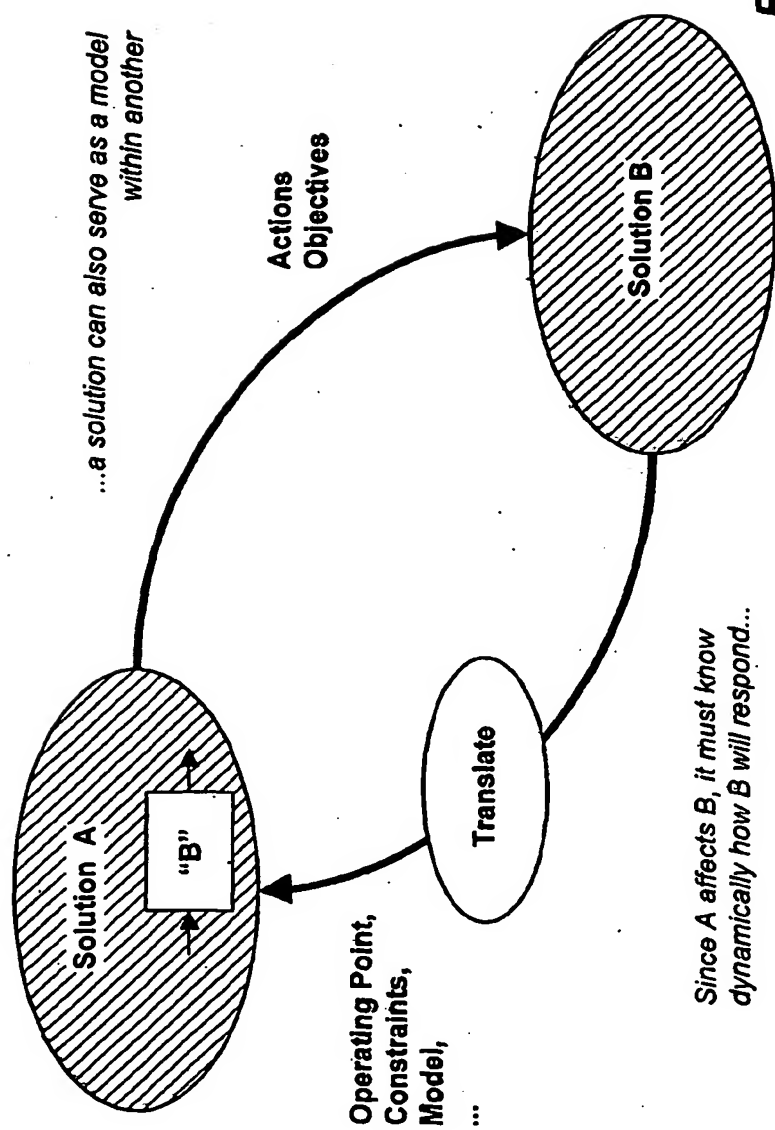 ...a solution can also serve as a model
within another
Solution A
"B"
Actions
Objectives
Operating Point,
Constraints,
Model,
...
Translate
Solution B
Since A affects B, it must know
dynamically how B will respond...